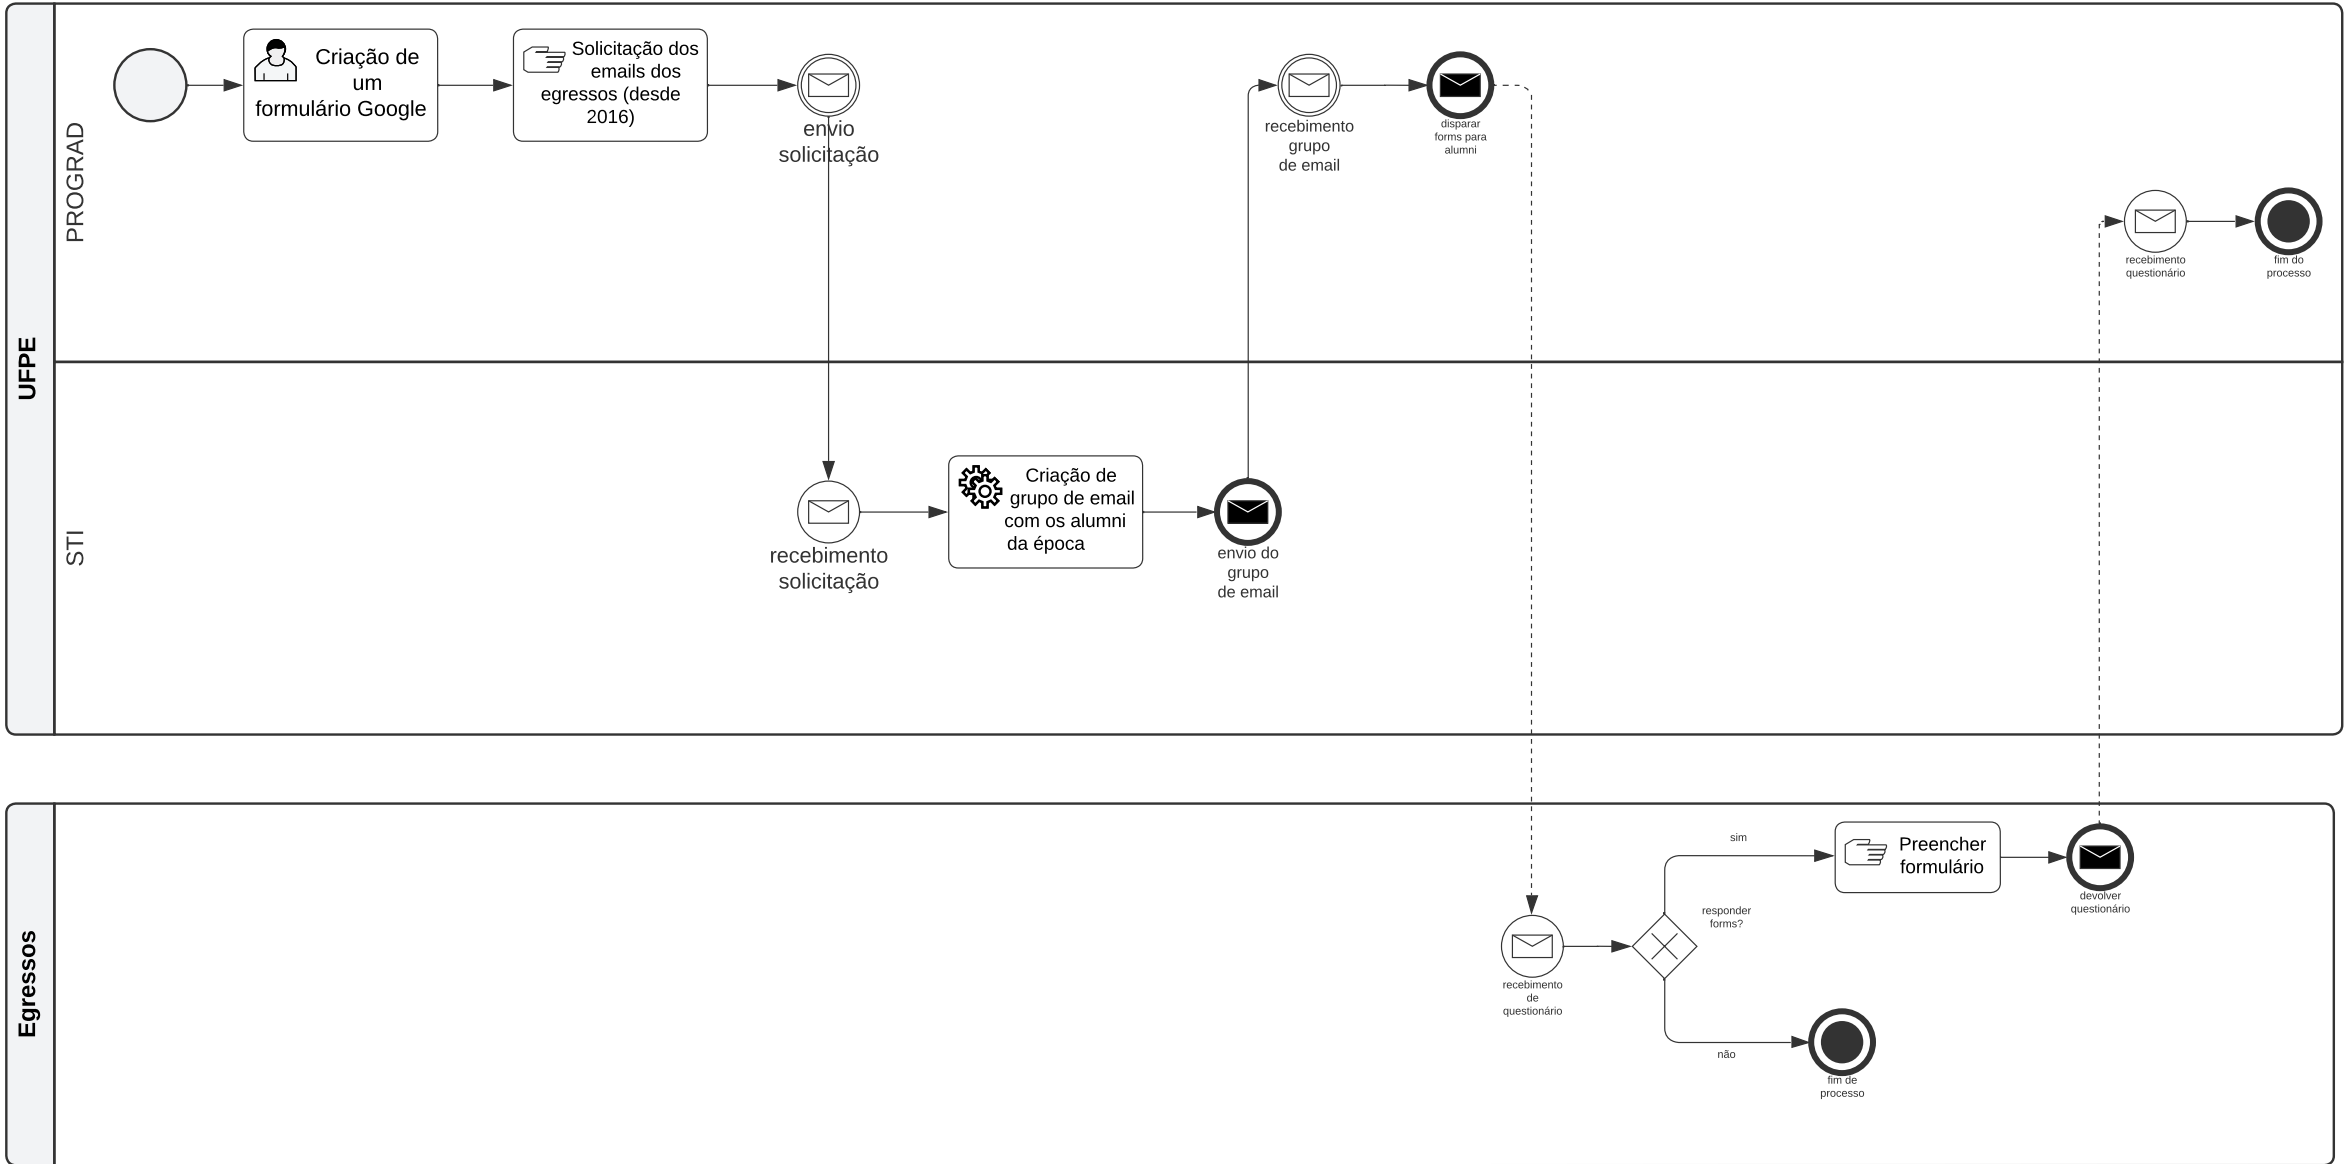 UFPE
PROGRAD
Criação de
um
formulário Google
Solicitação dos
emails dos
egressos (desde
2016)
envio
solicitação
recebimento
grupo
de email
disparar
forms para
alumni
recebimento
questionário
fim do
processo
STI
recebimento
solicitação
Criação de
grupo de email
com os alumni
da época
envio do
grupo
de email
Egressos
recebimento
de
questionário
responder
forms?
sim
Preencher
formulário
devolver
questionário
não
fim de
processo